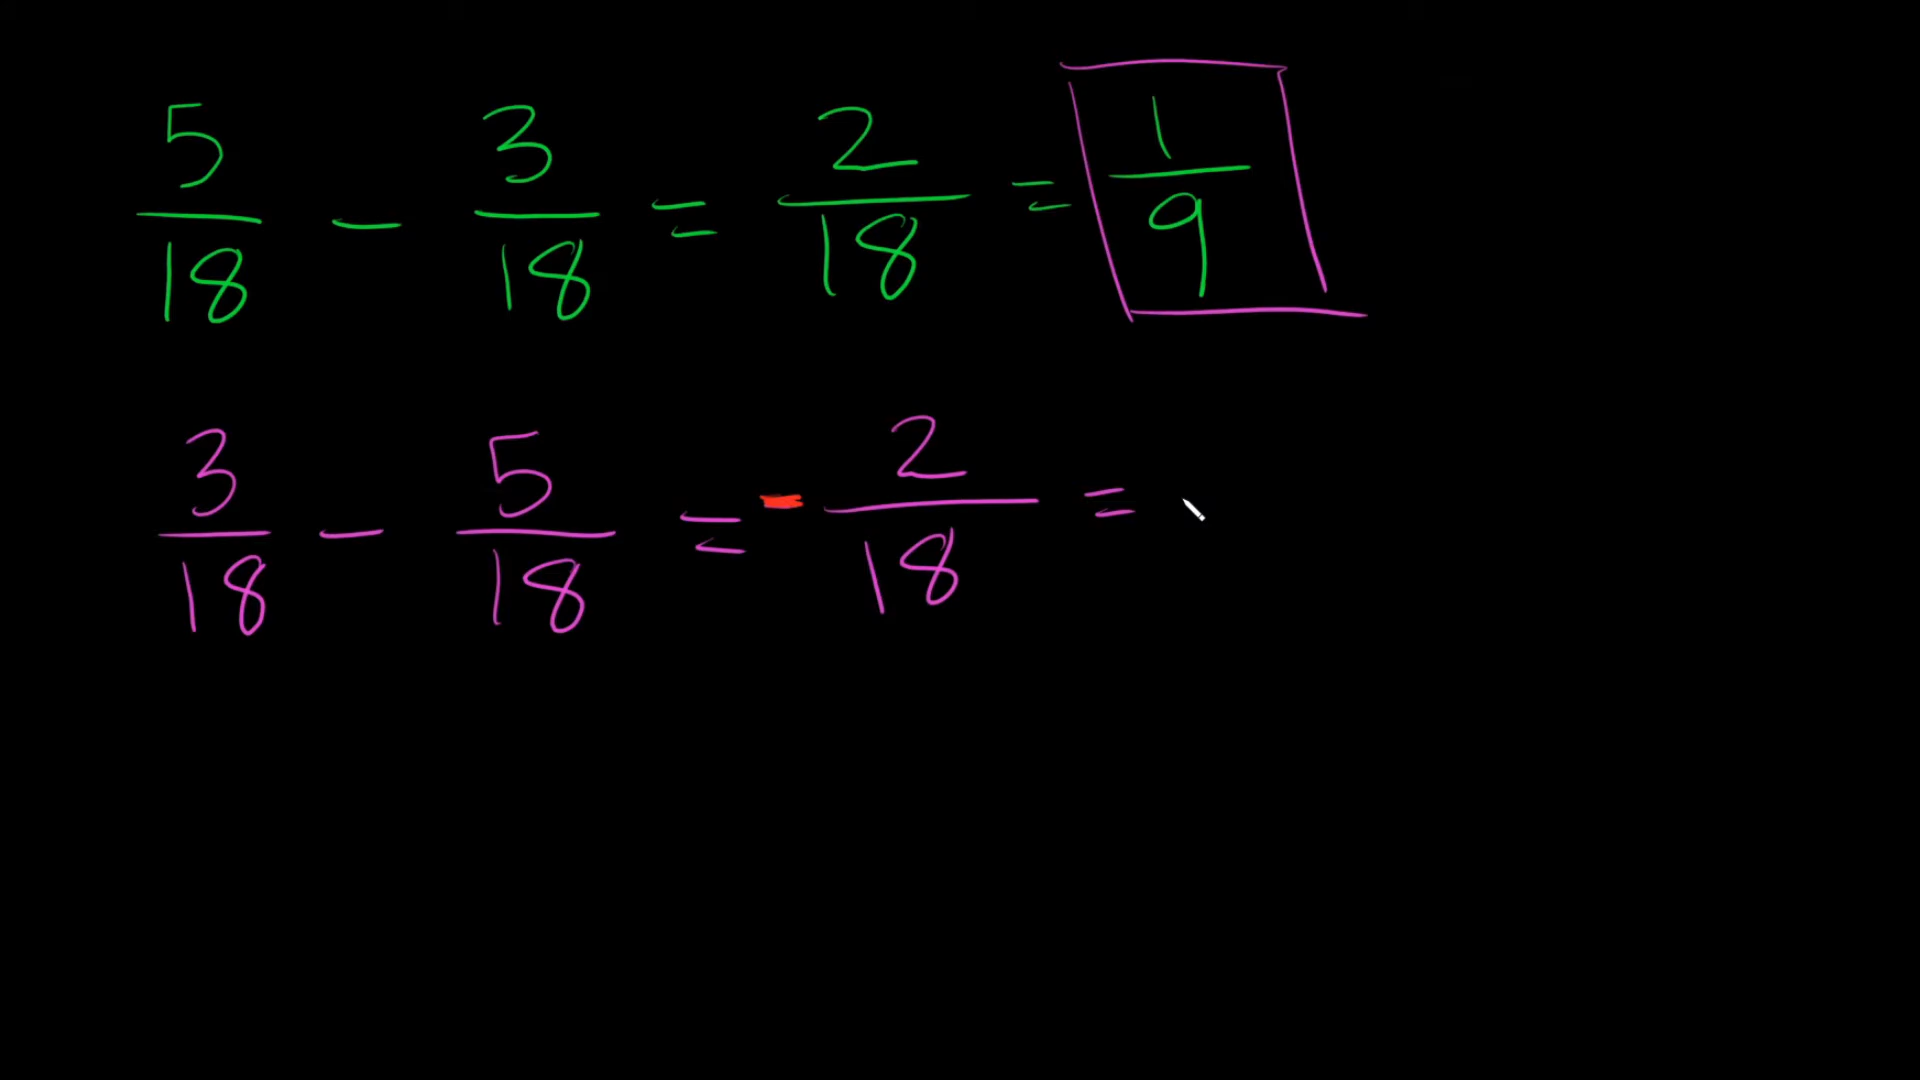 5/18 - 3/18 = 2/18 = 1/9
3/18 - 5/18 = - 2/18 =